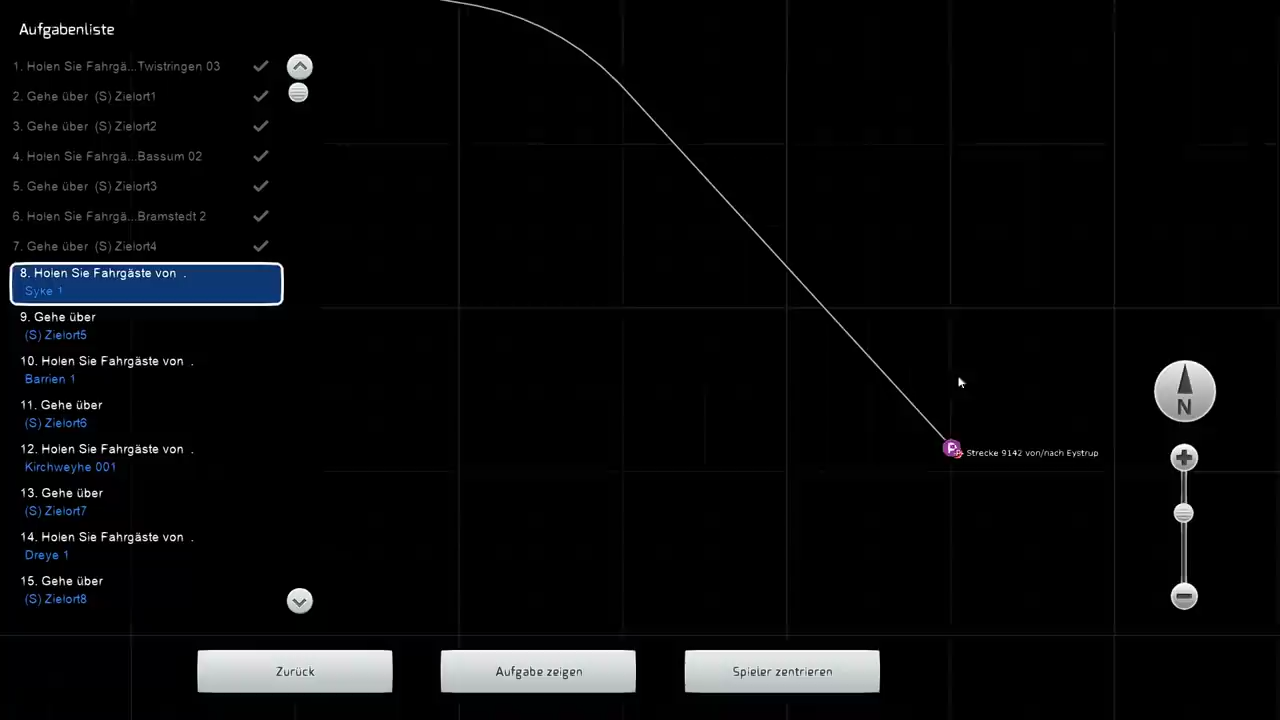 Aufgabenliste
1. Holen Sie Fahrgä...Twistringen 03
2. Gehe über (S) Zielort1
3. Gehe über (S) Zielort2
4. Holen Sie Fahrgä...Bassum 02
5. Gehe über (S) Zielort3
6. Holen Sie Fahrgä...Bramstedt 2
7. Gehe über (S) Zielort4
8. Holen Sie Fahrgäste von .
Syke 1
9. Gehe über
(S) Zielort5
10. Holen Sie Fahrgäste von .
Barrien 1
11. Gehe über
(S) Zielort6
12. Holen Sie Fahrgäste von .
Kirchweyhe 001
13. Gehe über
(S) Zielort7
14. Holen Sie Fahrgäste von .
Dreye 1
15. Gehe über
(S) Zielort8
P
Strecke 9142 von/nach Eystrup
N
Zurück
Aufgabe zeigen
Spieler zentrieren